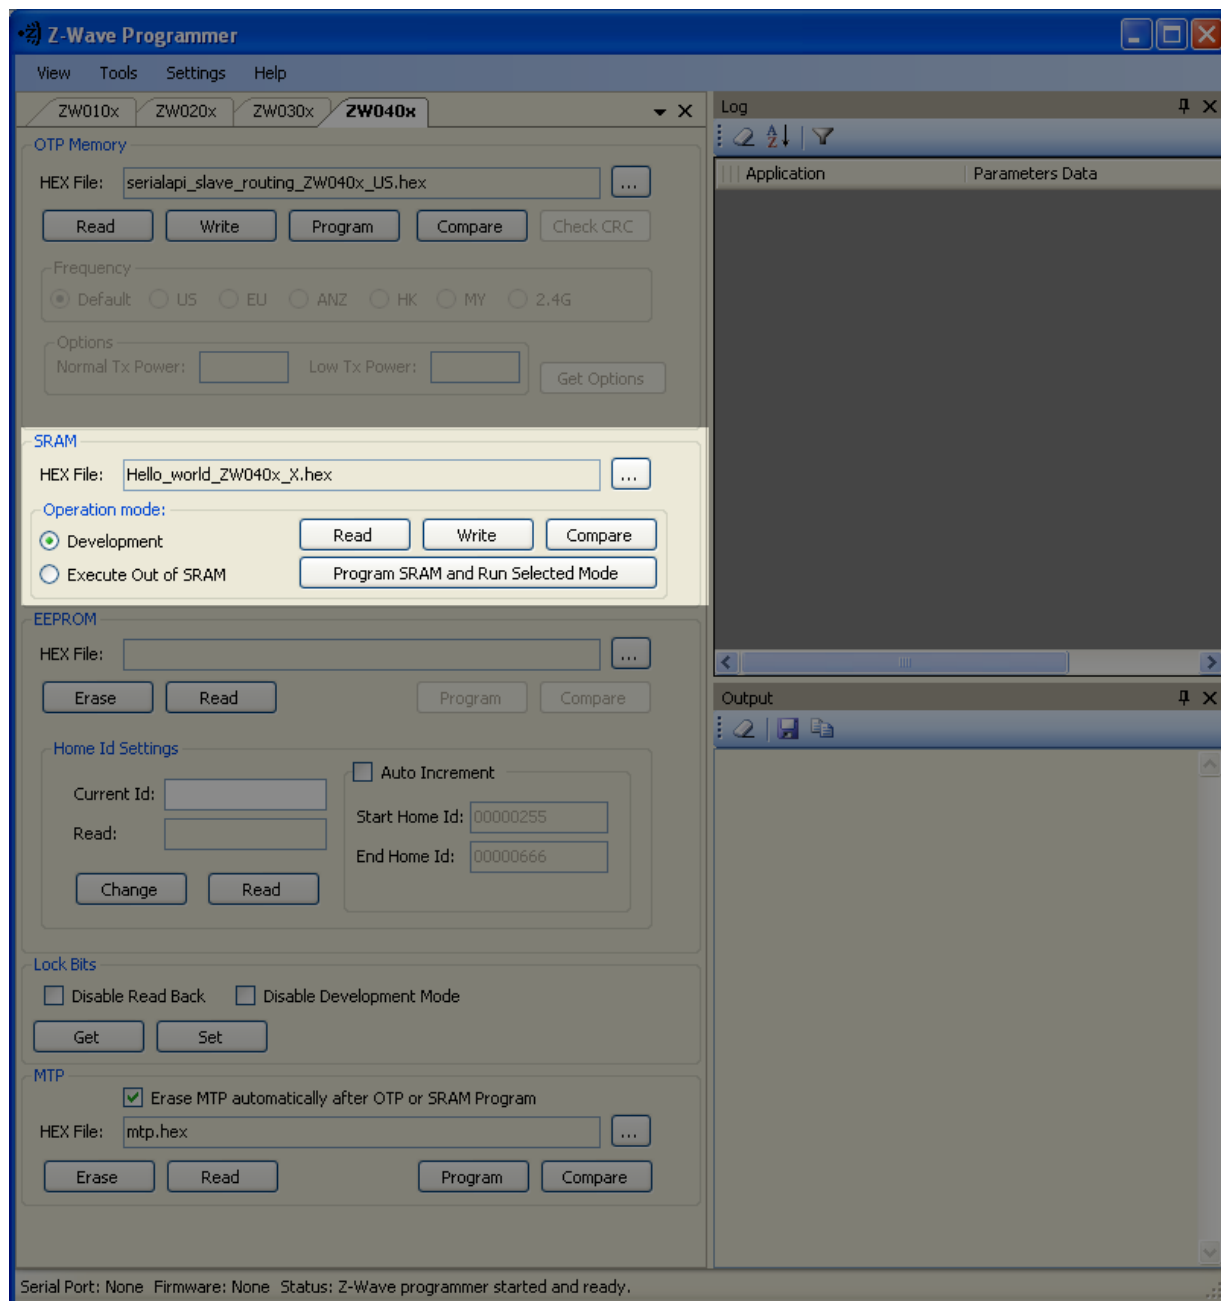 Z-Wave Programmer
View Tools Settings Help
ZW010x ZW020x ZW030x ZW040x
OTP Memory
HEX File: serialapi_slave_routing_ZW040x_US.hex ...
Read Write Program Compare Check CRC
Frequency
Default US EU ANZ HK MY 2.4G
Options
Normal Tx Power: Low Tx Power: Get Options
SRAM
HEX File: Hello_world_ZW040x_X.hex ...
Operation mode:
Development Read Write Compare
Execute Out of SRAM Program SRAM and Run Selected Mode
EEPROM
HEX File: ...
Erase Read Program Compare
Home Id Settings
Auto Increment
Current Id:
Start Home Id: 00000255
Read:
End Home Id: 00000666
Change Read
Lock Bits
Disable Read Back Disable Development Mode
Get Set
MTP
Erase MTP automatically after OTP or SRAM Program
HEX File: mtp.hex ...
Erase Read Program Compare
Log
Application Parameters Data
Output
Serial Port: None Firmware: None Status: Z-Wave programmer started and ready.